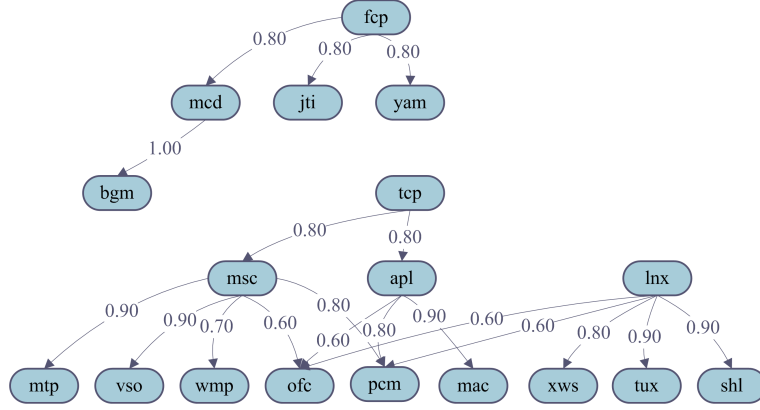 fcp
0.80 0.80 0.80
mcd jti yam
1.00
bgm tcp
0.80 0.80
msc apl lnx
0.90 0.90 0.70 0.60 0.80 0.60 0.80 0.90 0.60 0.60 0.80 0.90 0.90
mtp vso wmp ofc pcm mac xws tux shl